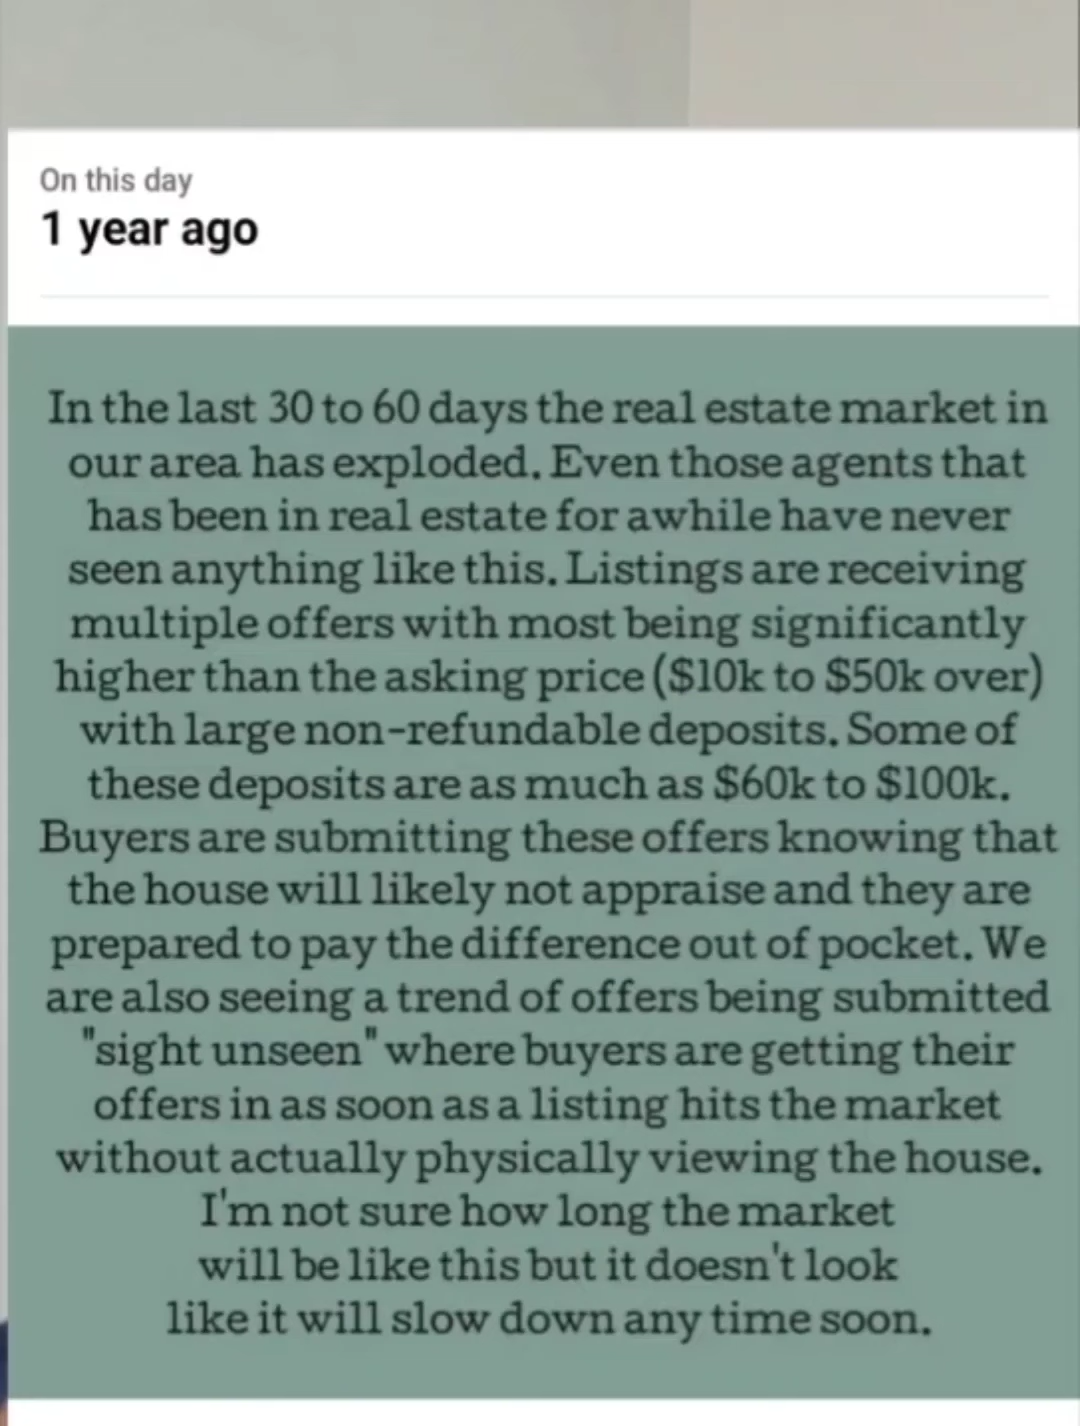 On this day
1 year ago
In the last 30 to 60 days the real estate market in
our area has exploded. Even those agents that
has been in real estate for awhile have never
seen anything like this. Listings are receiving
multiple offers with most being significantly
higher than the asking price ($10k to $50k over)
with large non-refundable deposits. Some of
these deposits are as much as $60k to $100k.
Buyers are submitting these offers knowing that
the house will likely not appraise and they are
prepared to pay the difference out of pocket. We
are also seeing a trend of offers being submitted
"sight unseen" where buyers are getting their
offers in as soon as a listing hits the market
without actually physically viewing the house.
I'm not sure how long the market
will be like this but it doesn't look
like it will slow down any time soon.